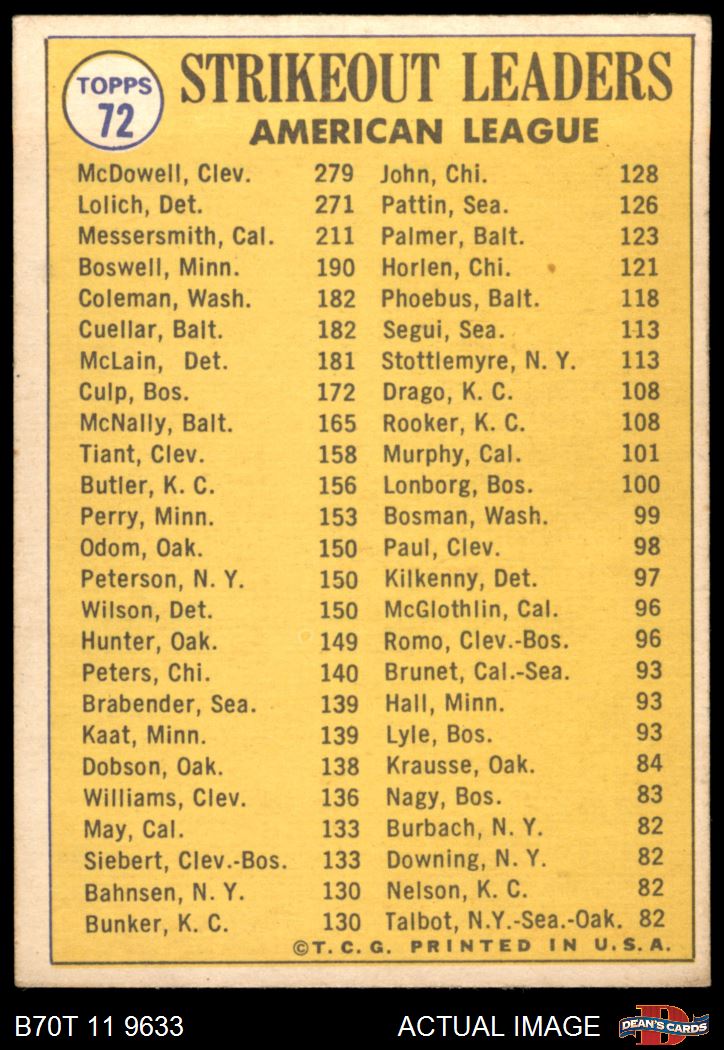 TOPPS
72
STRIKEOUT LEADERS
AMERICAN LEAGUE
McDowell, Clev. 279
Lolich, Det. 271
Messersmith, Cal. 211
Boswell, Minn. 190
Coleman, Wash. 182
Cuellar, Balt. 182
McLain, Det. 181
Culp, Bos. 172
McNally, Balt. 165
Tiant, Clev. 158
Butler, K. C. 156
Perry, Minn. 153
Odom, Oak. 150
Peterson, N. Y. 150
Wilson, Det. 150
Hunter, Oak. 149
Peters, Chi. 140
Brabender, Sea. 139
Kaat, Minn. 139
Dobson, Oak. 138
Williams, Clev. 136
May, Cal. 133
Siebert, Clev.-Bos. 133
Bahnsen, N. Y. 130
Bunker, K. C. 130
John, Chi. 128
Pattin, Sea. 126
Palmer, Balt. 123
Horlen, Chi. 121
Phoebus, Balt. 118
Segui, Sea. 113
Stottlemyre, N. Y. 113
Drago, K. C. 108
Rooker, K. C. 108
Murphy, Cal. 101
Lonborg, Bos. 100
Bosman, Wash. 99
Paul, Clev. 98
Kilkenny, Det. 97
McGlothlin, Cal. 96
Romo, Clev.-Bos. 96
Brunet, Cal.-Sea. 93
Hall, Minn. 93
Lyle, Bos. 93
Krausse, Oak. 84
Nagy, Bos. 83
Burbach, N. Y. 82
Downing, N. Y. 82
Nelson, K. C. 82
Talbot, N.Y.-Sea.-Oak. 82
©T. C. G. PRINTED IN U. S. A.
B70T 11 9633 ACTUAL IMAGE
D
DEAN'S CARDS